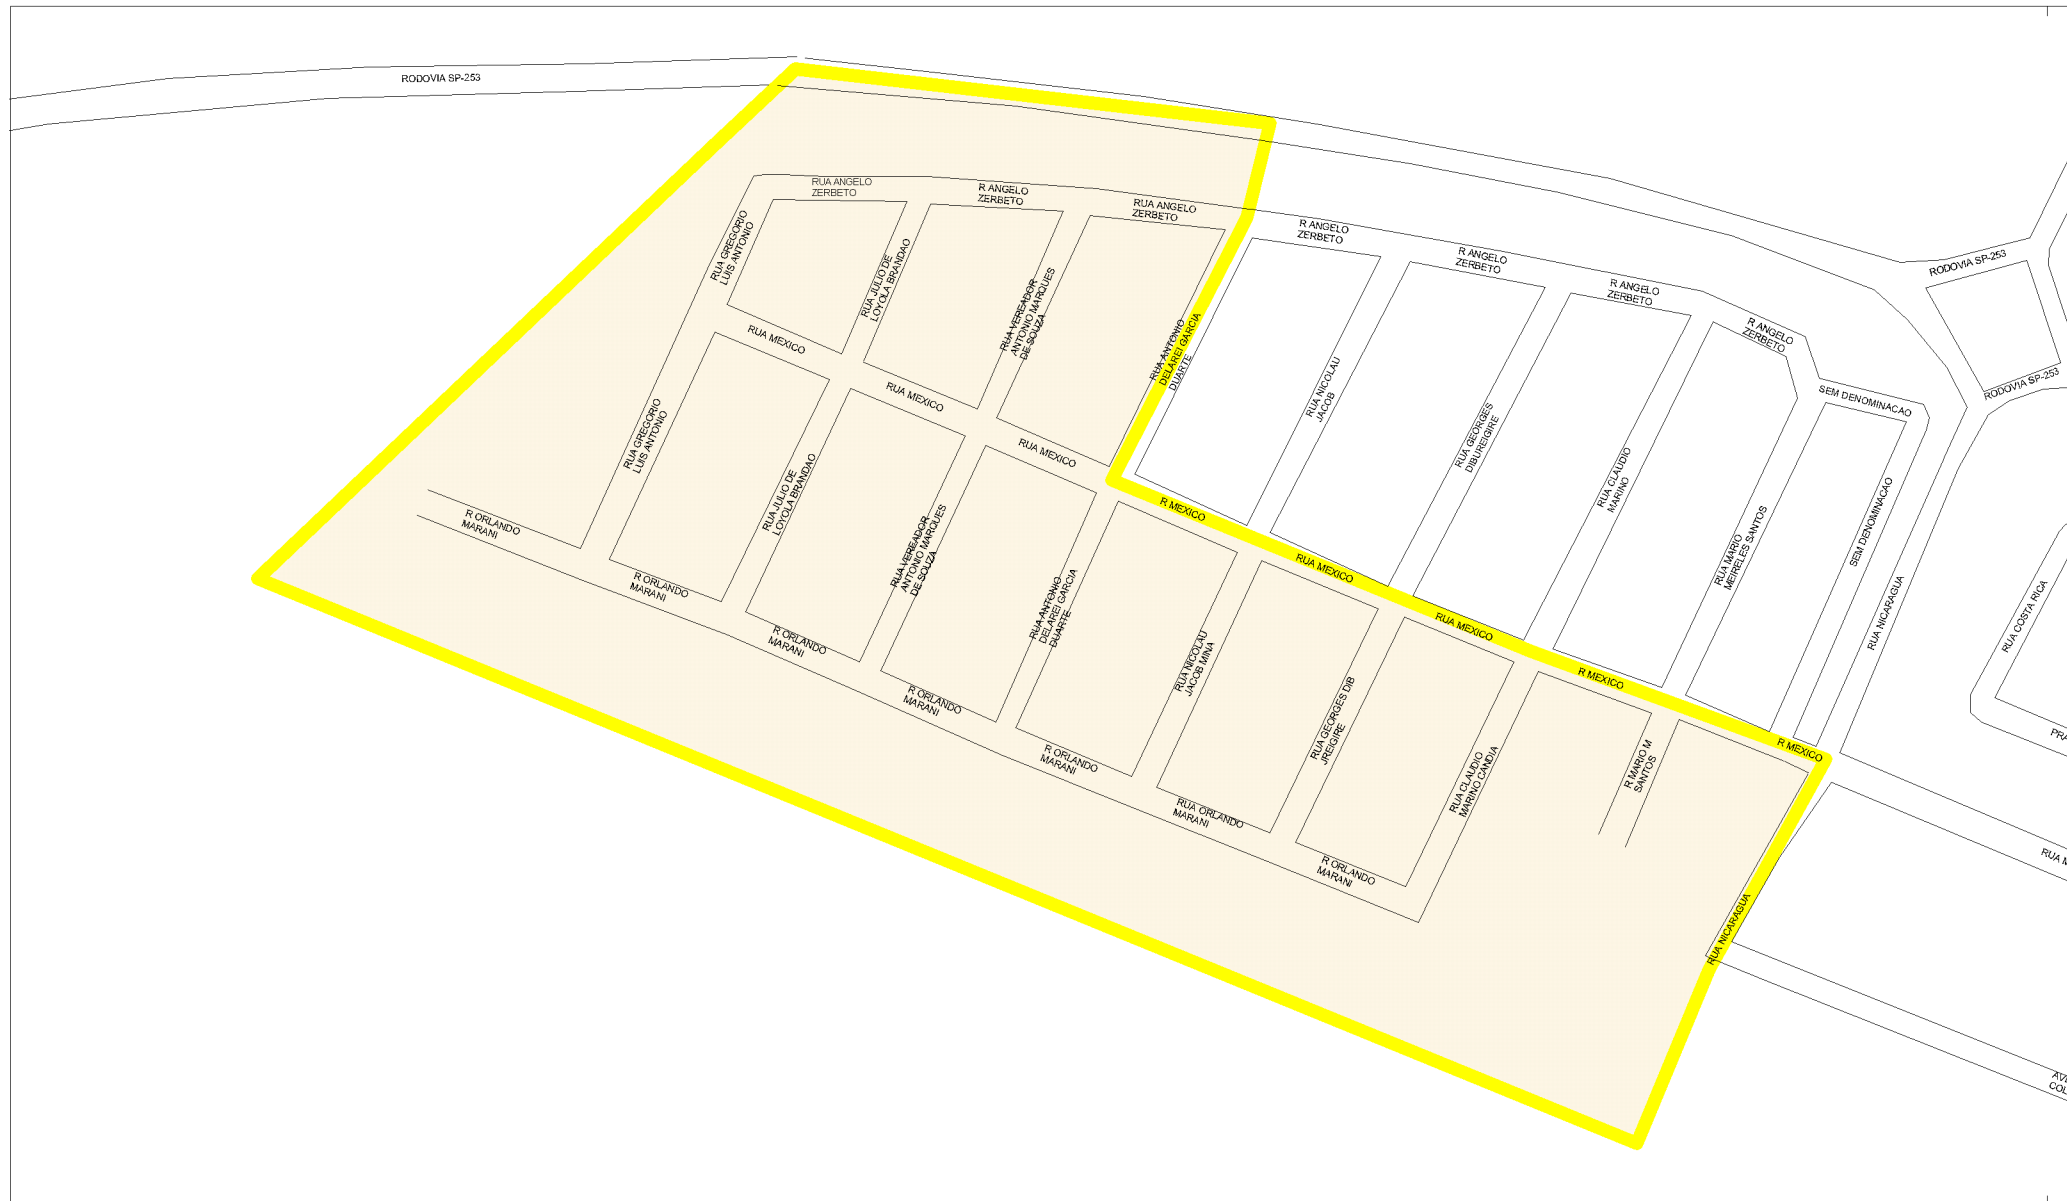 RODOVIA SP-253
RUA ANGELO
ZERBETO
R ANGELO
ZERBETO
RUA ANGELO
ZERBETO
R ANGELO
ZERBETO
R ANGELO
ZERBETO
R ANGELO
ZERBETO
R ANGELO
ZERBETO
RODOVIA SP-253
RODOVIA SP-253
SEM DENOMINACAO
RUA GREGORIO
LUIS ANTONIO
RUA JULIO DE
LOYOLA BRANDAO
RUA VEREADOR
ANTONIO MARQUES
DE SOUZA
RUA ANTONIO
DELAREI GARCIA
DUARTE
RUA NICOLAU
JACOB
RUA GEORGES
DIBUREIGIRE
RUA CLAUDIO
MARINO
RUA MARIO
MEIRELES SANTOS
SEM DENOMINACAO
RUA NICARAGUA
RUA COSTA RICA
RUA MEXICO
RUA MEXICO
RUA MEXICO
R MEXICO
RUA MEXICO
RUA MEXICO
R MEXICO
R MEXICO
RUA GREGORIO
LUIS ANTONIO
RUA JULIO DE
LOYOLA BRANDAO
RUA VEREADOR
ANTONIO MARQUES
DE SOUZA
RUA ANTONIO
DELAREI GARCIA
DUARTE
RUA NICOLAU
JACOB MINA
RUA GEORGES DIB
JREIGIRE
RUA CLAUDIO
MARINO CANDIA
R MARIO M
SANTOS
R ORLANDO
MARANI
R ORLANDO
MARANI
R ORLANDO
MARANI
R ORLANDO
MARANI
R ORLANDO
MARANI
RUA ORLANDO
MARANI
R ORLANDO
MARANI
RUA NICARAGUA
PRA
RUA
COL